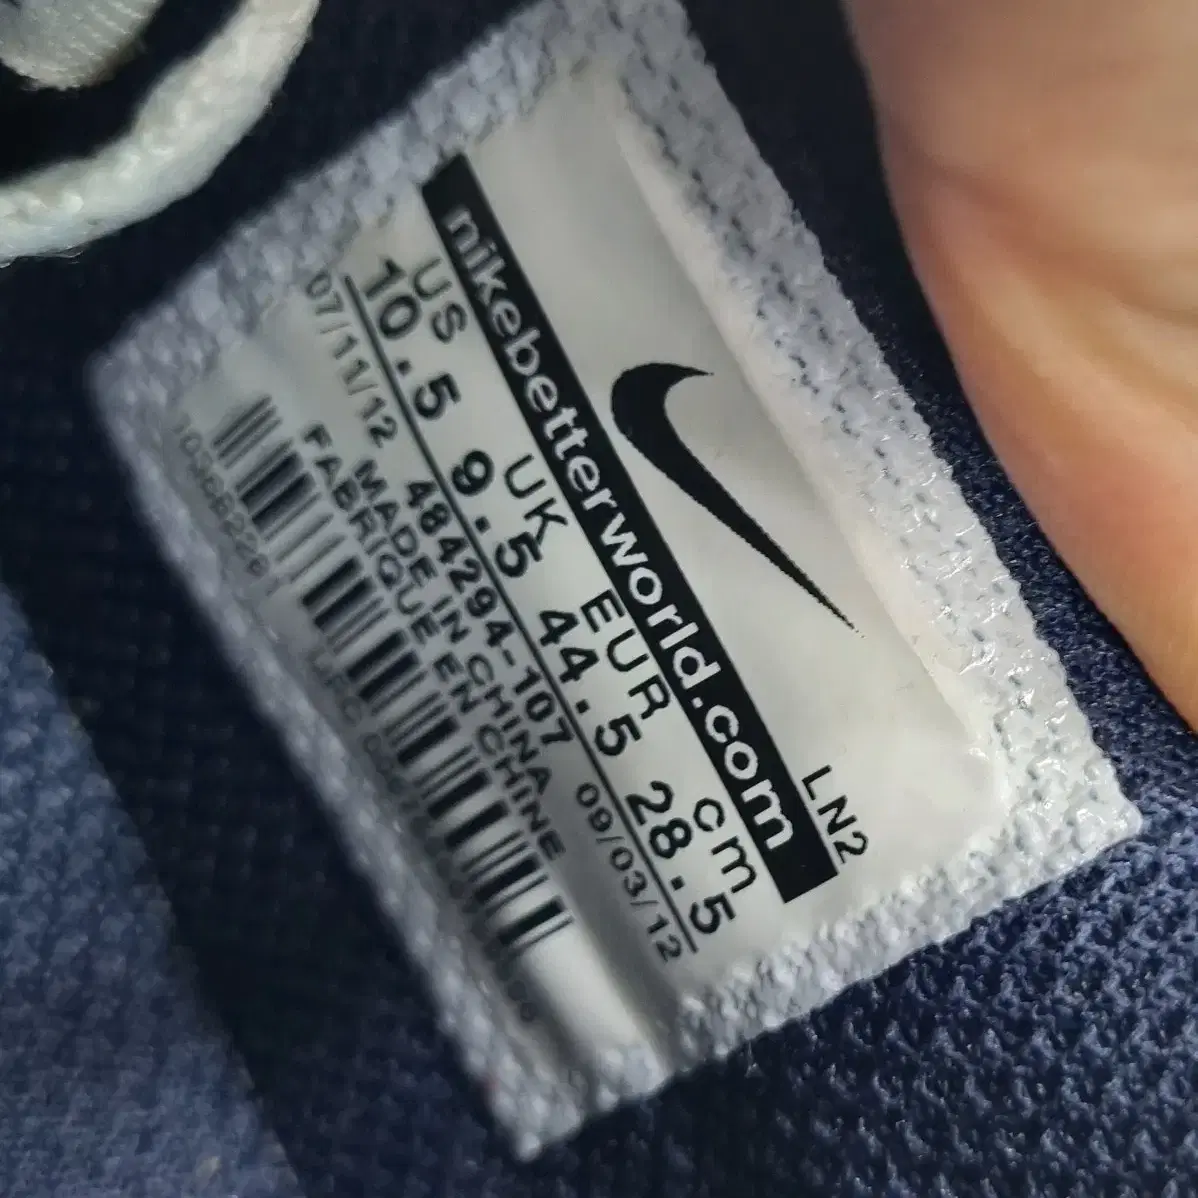 LN2
nikebetterworld.com
US UK EUR cm
10.5 9.5 44.5 28.5
07/11/12 484294-107 09/03/12
MADE IN CHINA
FABRIQUE EN CHINE